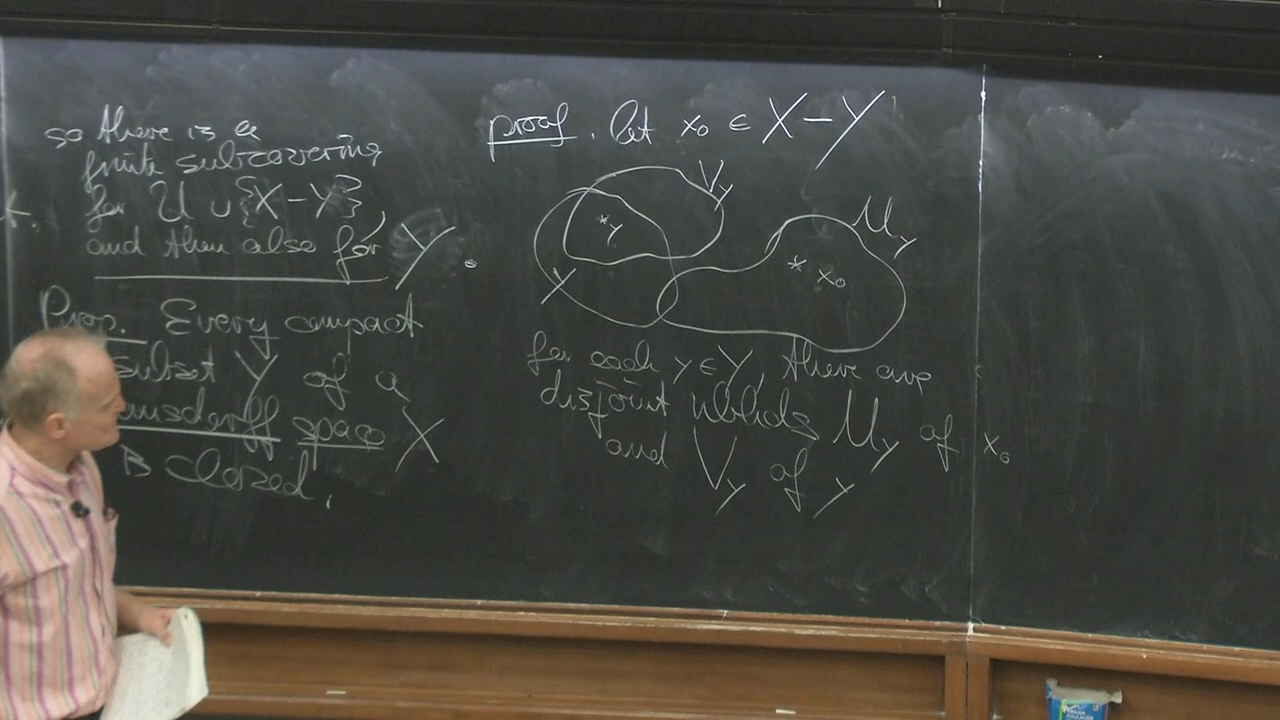 so there is a
finite subcovering
for U ∪ {X - Y},
and then also for Y.
Prop. Every compact
subset Y of a
ausdorff space X
is closed.
proof. Let x₀ ∈ X - Y
V_y
U_y
* y
* x₀
Y
for each y ∈ Y, there are
disjoint nbhds U_y of x₀
and V_y of y